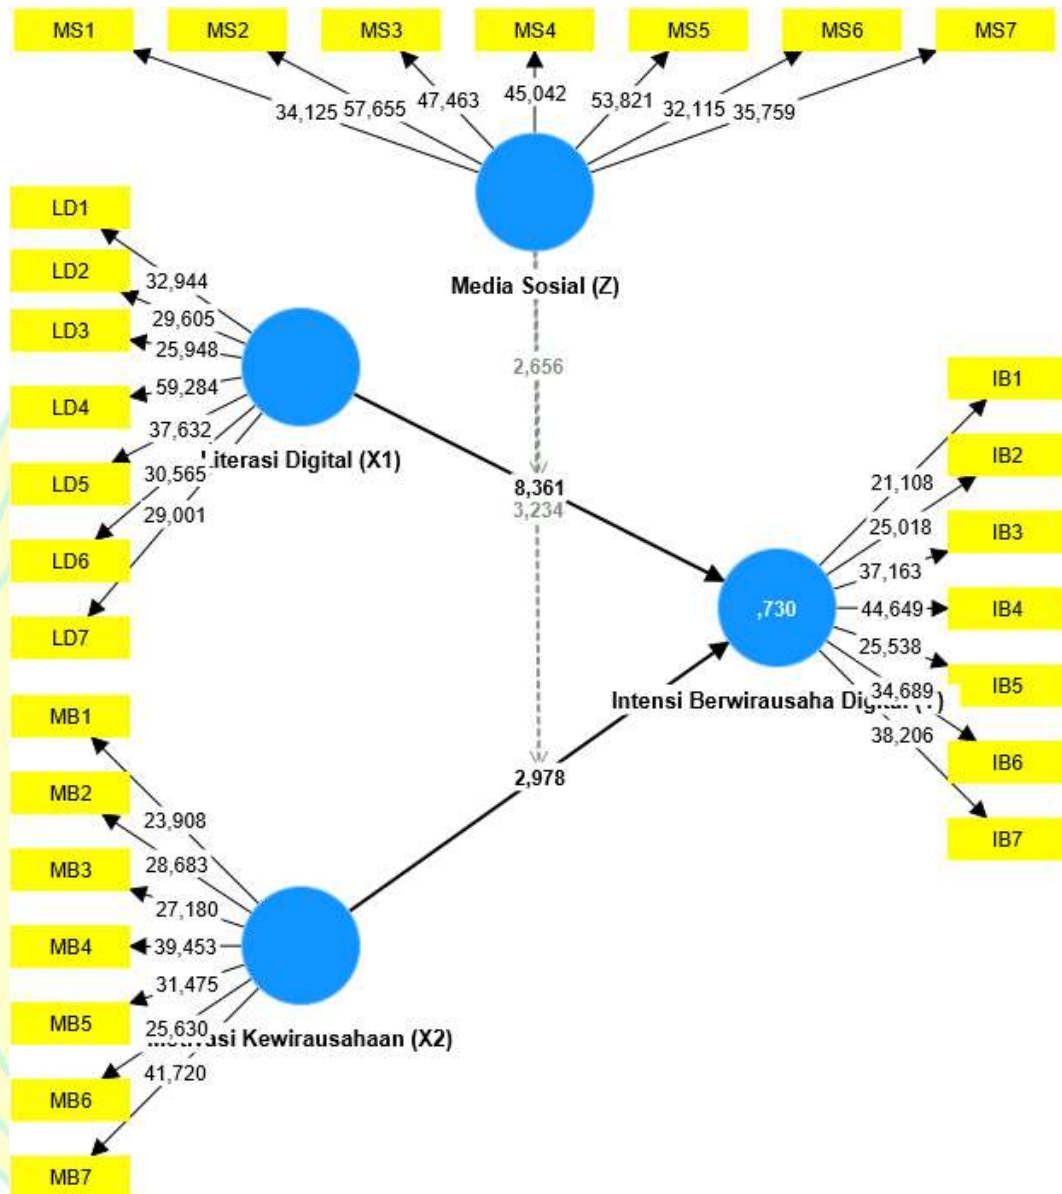 MS1 MS2 MS3 MS4 MS5 MS6 MS7
34,125 57,655 47,463 45,042 53,821 32,115 35,759
Media Sosial (Z)
LD1
LD2
LD3
LD4
LD5
LD6
LD7
32,944
29,605
25,948
59,284
37,632
30,565
29,001
Literasi Digital (X1)
2,656
8,361
3,234
2,978
IB1
IB2
IB3
IB4
IB5
IB6
IB7
21,108
25,018
37,163
44,649
25,538
34,689
38,206
,730
Intensi Berwirausaha (Y)
MB1
MB2
MB3
MB4
MB5
MB6
MB7
23,908
28,683
27,180
39,453
31,475
25,630
41,720
Kewirausahaan (X2)